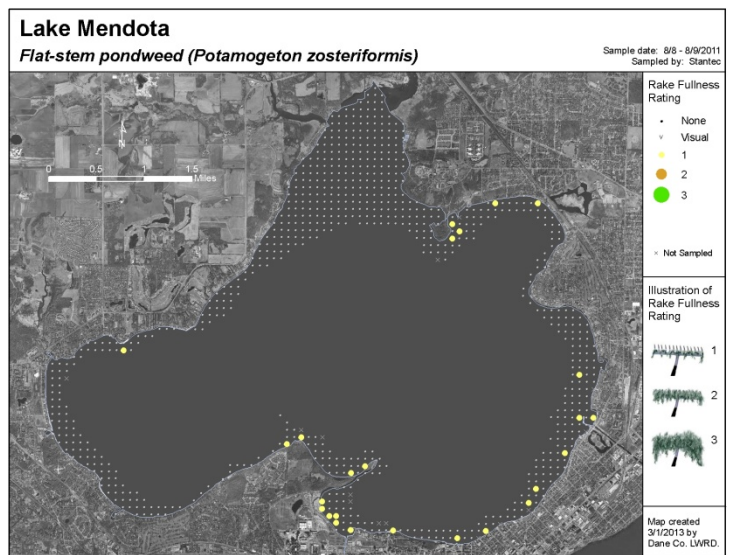 Lake Mendota
Flat-stem pondweed (Potamogeton zosteriformis)
Sample date: 8/8 - 8/9/2011
Sampled by: Stantec
N
0 0.5 1 1.5
Miles
Rake Fullness
Rating
None
Visual
1
2
3
Not Sampled
Illustration of
Rake Fullness
Rating
1
2
3
Map created
3/1/2013 by
Dane Co. LWRD.